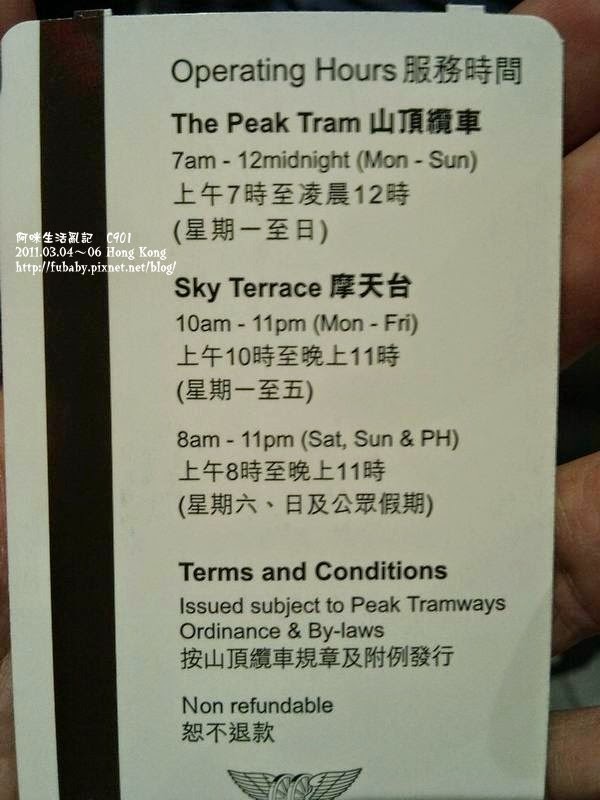 Operating Hours 服務時間
The Peak Tram 山頂纜車
7am - 12midnight (Mon - Sun)
上午7時至凌晨12時
(星期一至日)
阿咪生活亂記 C901
2011.03.04～06 Hong Kong
http://fubaby.pixnet.net/blog/
Sky Terrace 摩天台
10am - 11pm (Mon - Fri)
上午10時至晚上11時
(星期一至五)
8am - 11pm (Sat, Sun & PH)
上午8時至晚上11時
(星期六、日及公眾假期)
Terms and Conditions
Issued subject to Peak Tramways
Ordinance & By-laws
按山頂纜車規章及附例發行
Non refundable
恕不退款